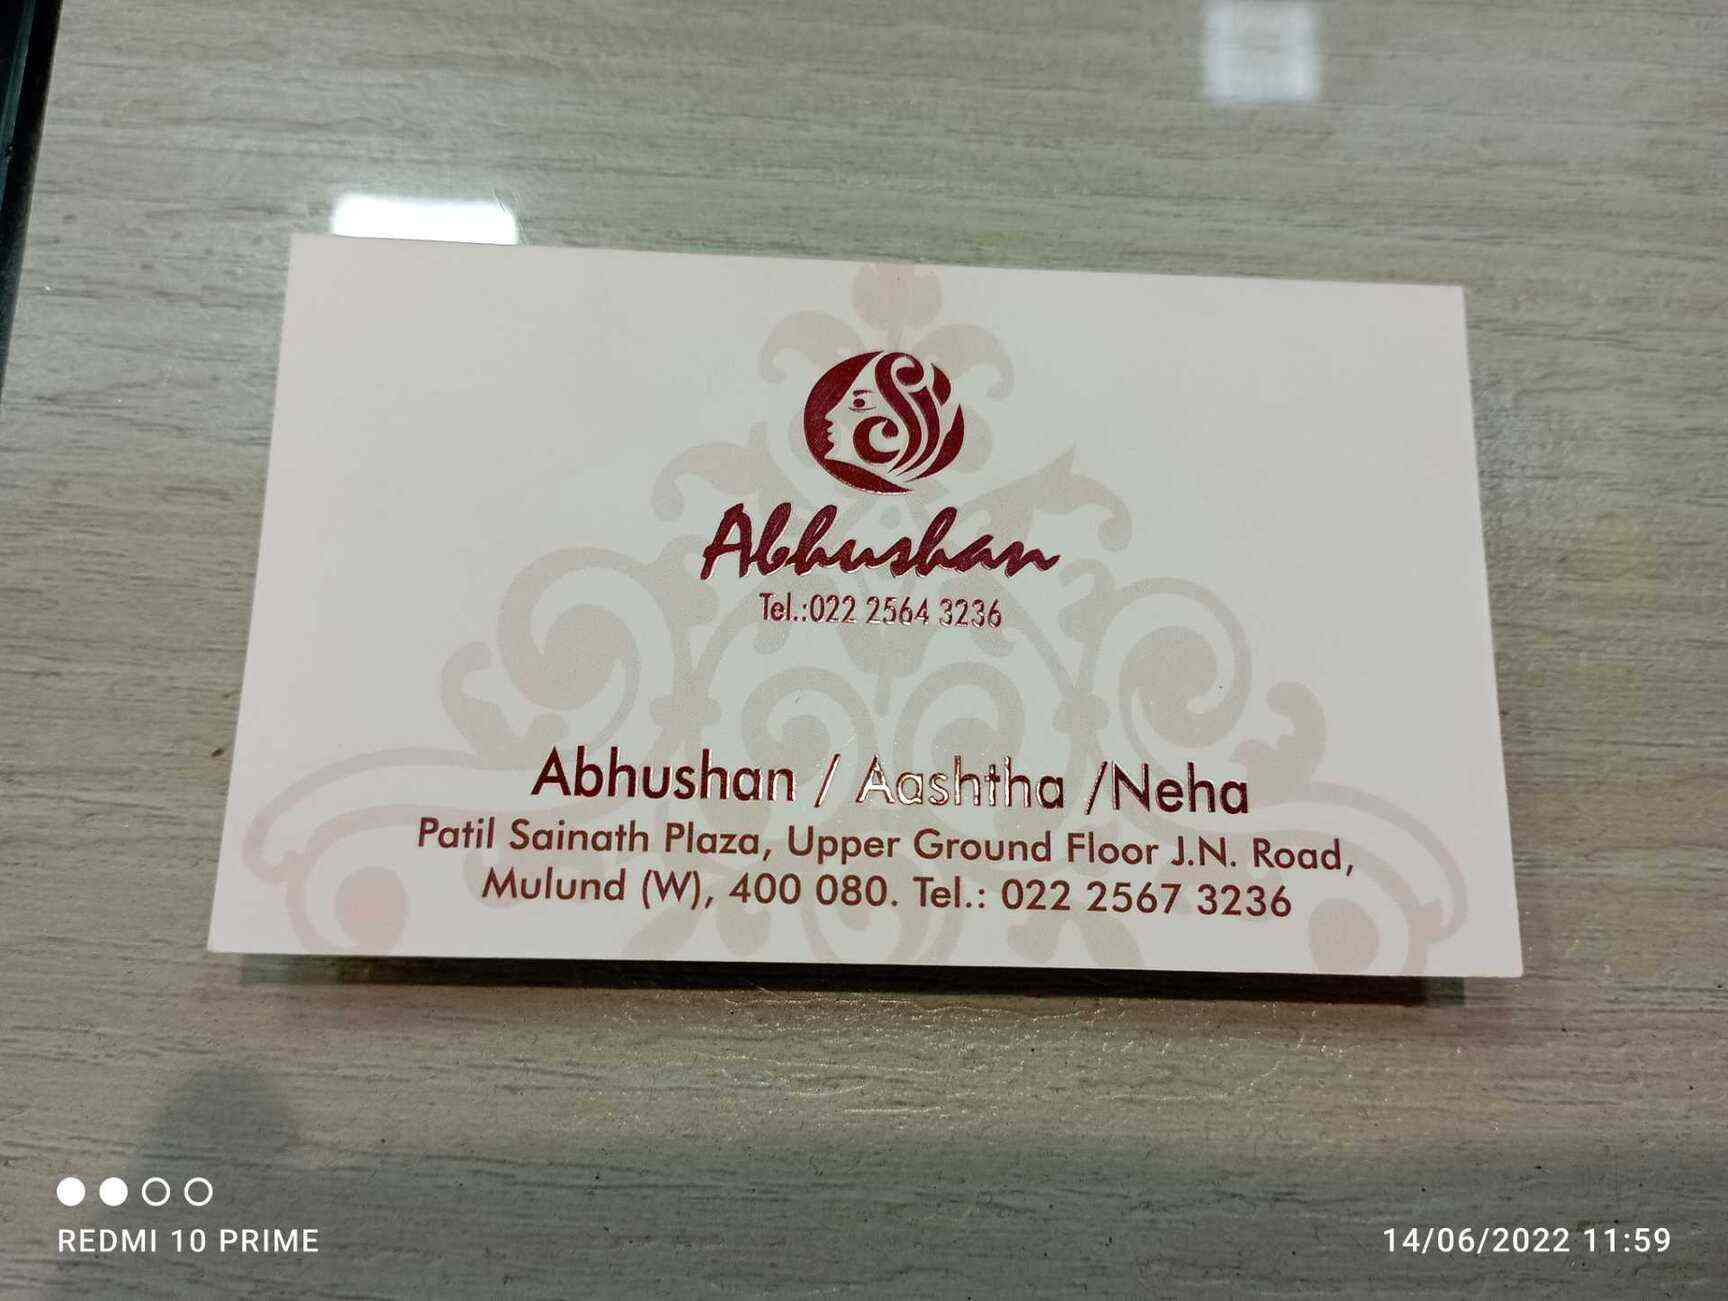 Abhushan
Tel.:022 2564 3236
Abhushan / Aashtha /Neha
Patil Sainath Plaza, Upper Ground Floor J.N. Road,
Mulund (W), 400 080. Tel.: 022 2567 3236
REDMI 10 PRIME
14/06/2022 11:59